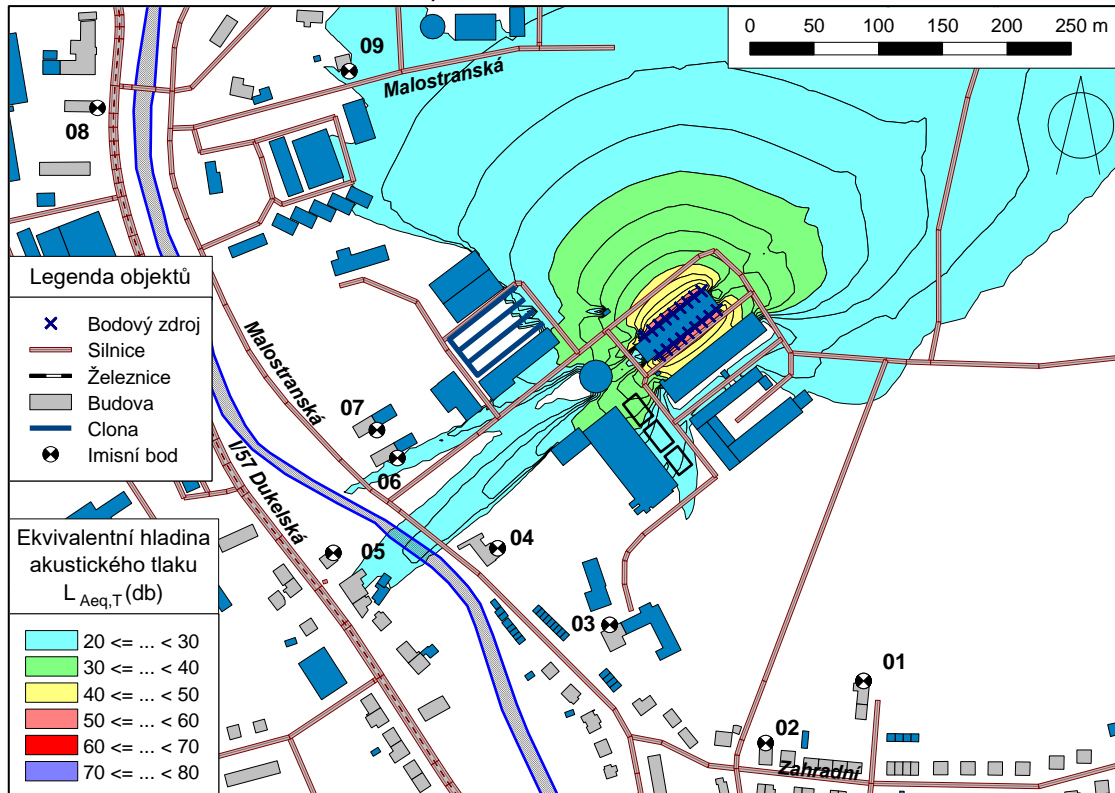 09
0 50 100 150 200 250 m
Malostranská
08
Legenda objektů
Bodový zdroj
Silnice
Železnice
Budova
Clona
Imisní bod
Malostranská
07
06
I/57 Dukelská
05
04
03
01
02
Zahradní
Ekvivalentní hladina
akustického tlaku
L Aeq,T (db)
20 <= ... < 30
30 <= ... < 40
40 <= ... < 50
50 <= ... < 60
60 <= ... < 70
70 <= ... < 80